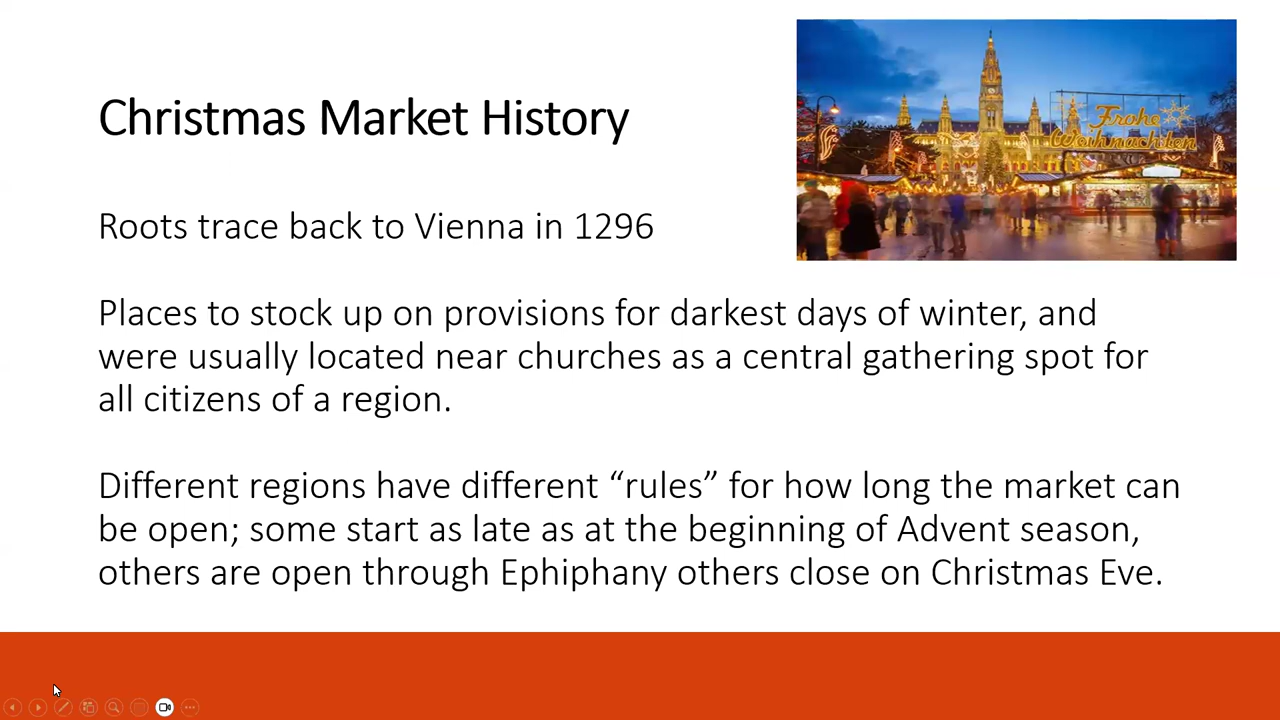 Christmas Market History
Frohe
Weihnachten
Roots trace back to Vienna in 1296
Places to stock up on provisions for darkest days of winter, and
were usually located near churches as a central gathering spot for
all citizens of a region.
Different regions have different “rules” for how long the market can
be open; some start as late as at the beginning of Advent season,
others are open through Ephiphany others close on Christmas Eve.